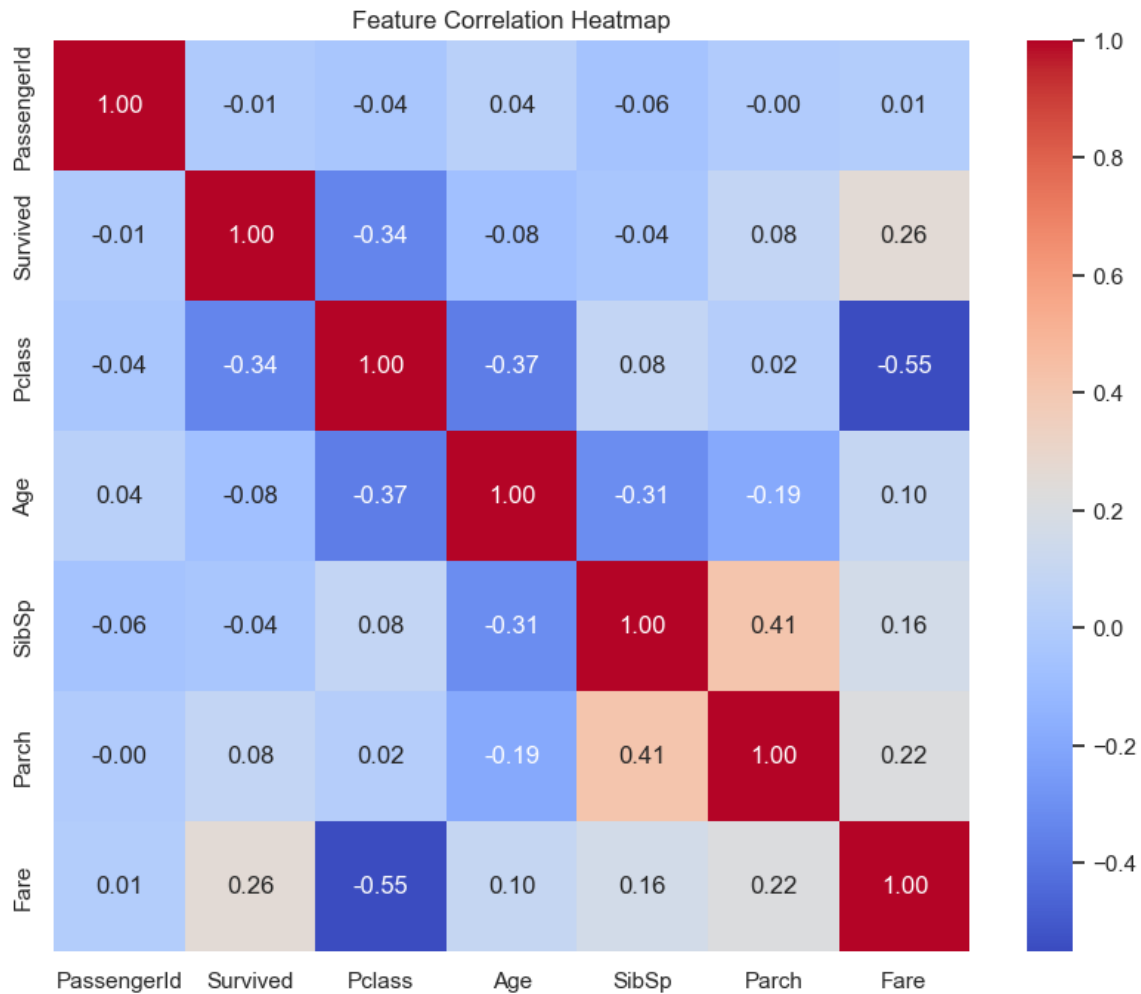 Feature Correlation Heatmap
PassengerId 1.00 -0.01 -0.04 0.04 -0.06 -0.00 0.01
Survived -0.01 1.00 -0.34 -0.08 -0.04 0.08 0.26
Pclass -0.04 -0.34 1.00 -0.37 0.08 0.02 -0.55
Age 0.04 -0.08 -0.37 1.00 -0.31 -0.19 0.10
SibSp -0.06 -0.04 0.08 -0.31 1.00 0.41 0.16
Parch -0.00 0.08 0.02 -0.19 0.41 1.00 0.22
Fare 0.01 0.26 -0.55 0.10 0.16 0.22 1.00
PassengerId Survived Pclass Age SibSp Parch Fare
1.0
0.8
0.6
0.4
0.2
0.0
−0.2
−0.4